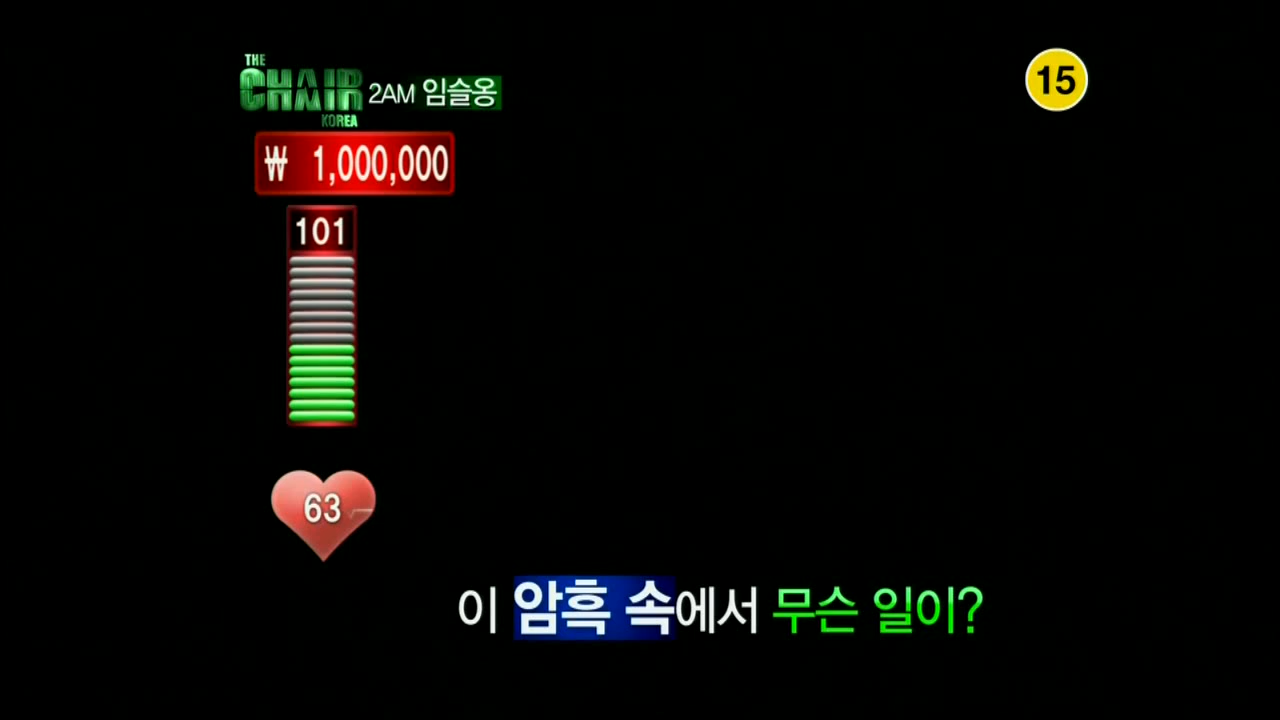 THE
CHAIR
KOREA
2AM 임슬옹
15
₩ 1,000,000
101
63
이 암흑 속에서 무슨 일이?